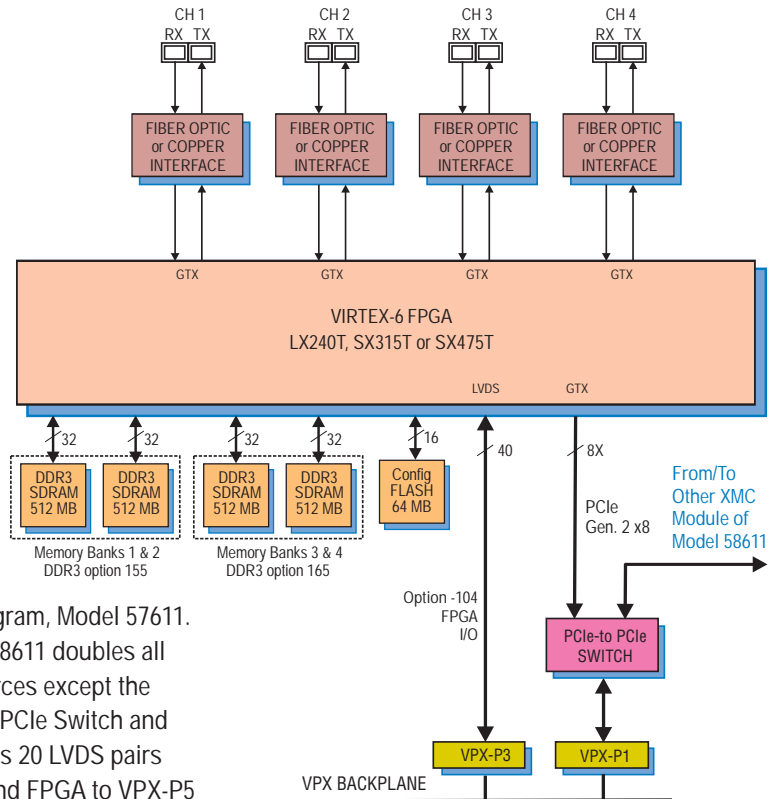 CH 1
CH 2
CH 3
CH 4
RX TX
RX TX
RX TX
RX TX
FIBER OPTIC
or COPPER
INTERFACE
FIBER OPTIC
or COPPER
INTERFACE
FIBER OPTIC
or COPPER
INTERFACE
FIBER OPTIC
or COPPER
INTERFACE
GTX
GTX
GTX
GTX
VIRTEX-6 FPGA
LX240T, SX315T or SX475T
LVDS
GTX
32
32
32
32
16
40
8X
DDR3
SDRAM
512 MB
DDR3
SDRAM
512 MB
DDR3
SDRAM
512 MB
DDR3
SDRAM
512 MB
Config
FLASH
64 MB
Memory Banks 1 & 2
DDR3 option 155
Memory Banks 3 & 4
DDR3 option 165
PCIe
Gen. 2 x8
From/To
Other XMC
Module of
Model 58611
Option -104
FPGA
I/O
PCIe-to PCIe
SWITCH
gram, Model 57611.
8611 doubles all
rces except the
PCIe Switch and
s 20 LVDS pairs
nd FPGA to VPX-P5
VPX-P3
VPX-P1
VPX BACKPLANE